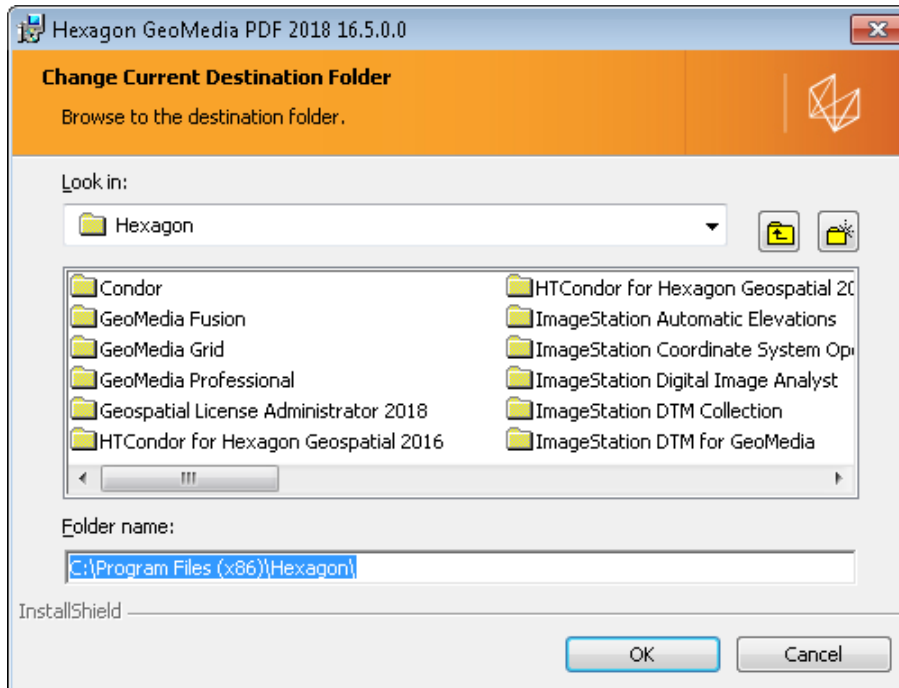 Hexagon GeoMedia PDF 2018 16.5.0.0
Change Current Destination Folder
Browse to the destination folder.
Look in:
Hexagon
Condor
GeoMedia Fusion
GeoMedia Grid
GeoMedia Professional
Geospatial License Administrator 2018
HTCondor for Hexagon Geospatial 2016
HTCondor for Hexagon Geospatial 20
ImageStation Automatic Elevations
ImageStation Coordinate System Op
ImageStation Digital Image Analyst
ImageStation DTM Collection
ImageStation DTM for GeoMedia
Folder name:
C:\Program Files (x86)\Hexagon\
InstallShield
OK
Cancel